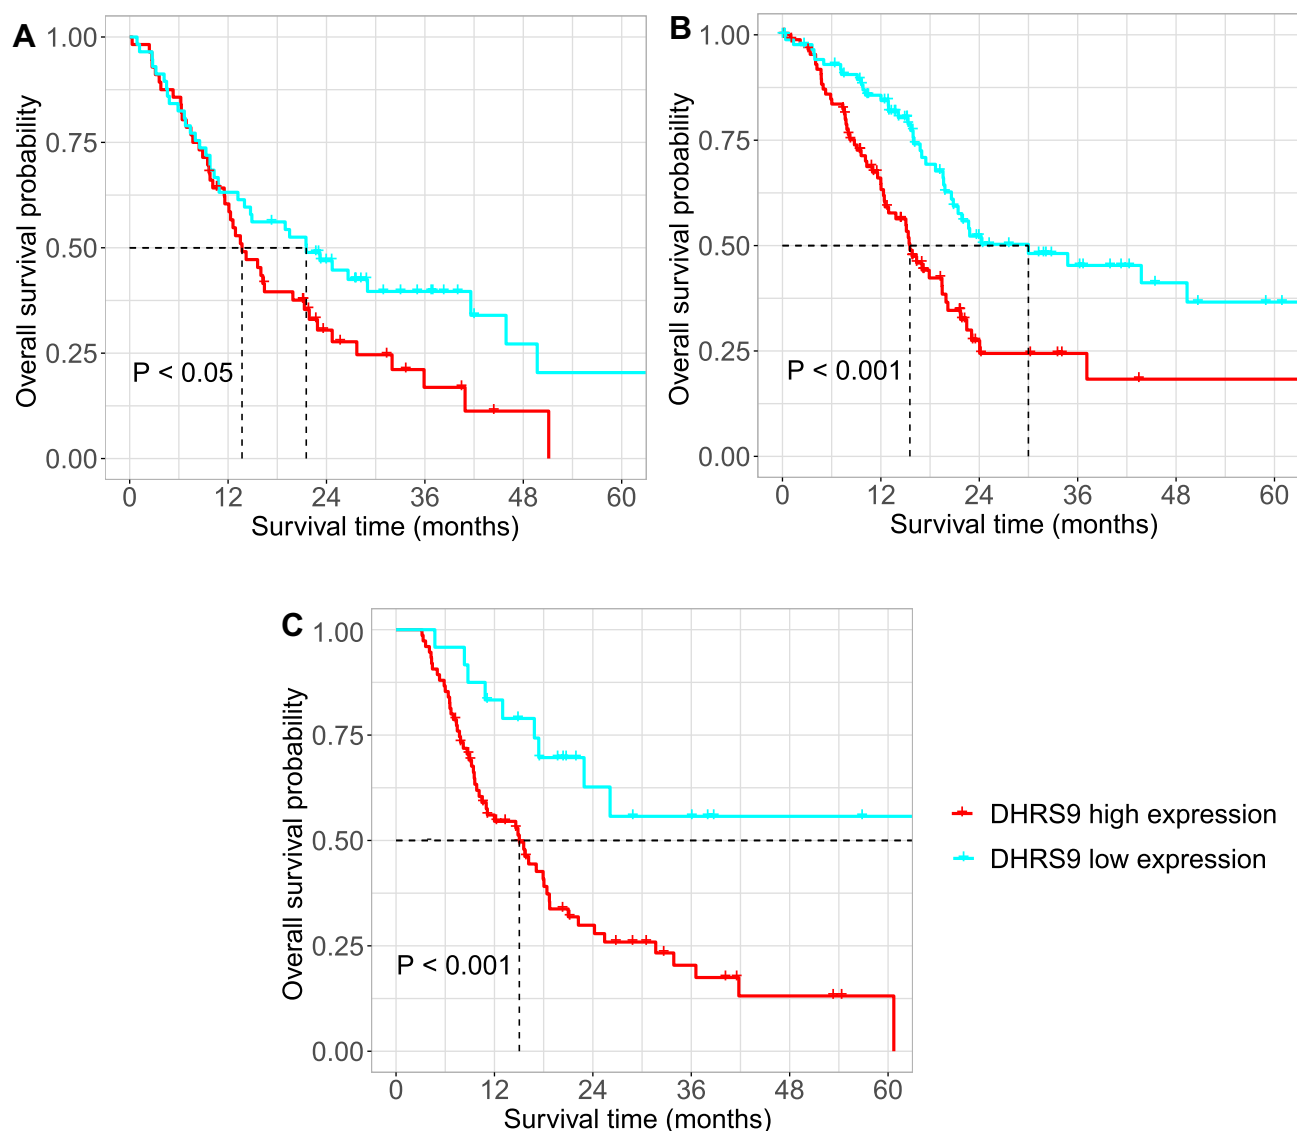 A
1.00
0.75
0.50
0.25
0.00
Overall survival probability
P < 0.05
0 12 24 36 48 60
Survival time (months)
B
1.00
0.75
0.50
0.25
0.00
Overall survival probability
P < 0.001
0 12 24 36 48 60
Survival time (months)
C
1.00
0.75
0.50
0.25
0.00
Overall survival probability
P < 0.001
0 12 24 36 48 60
Survival time (months)
DHRS9 high expression
DHRS9 low expression